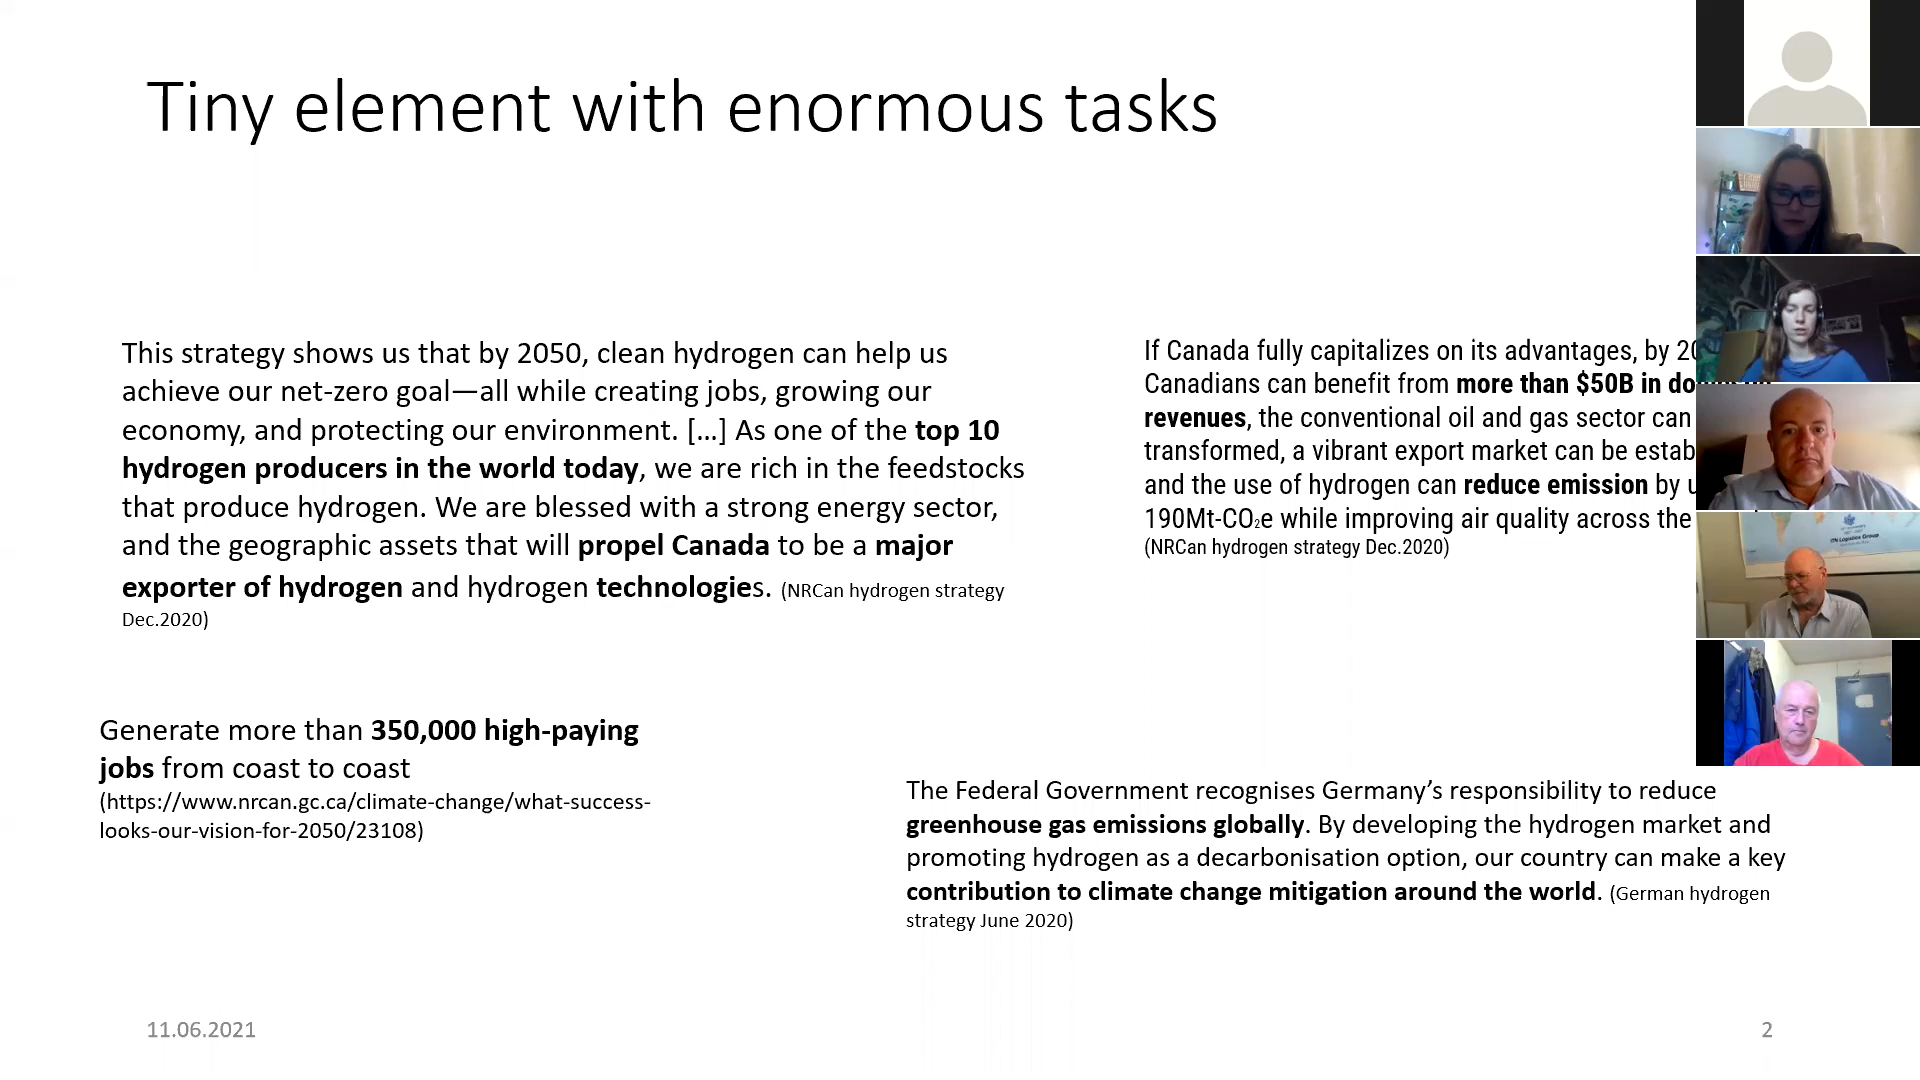 Tiny element with enormous tasks
This strategy shows us that by 2050, clean hydrogen can help us
achieve our net-zero goal—all while creating jobs, growing our
economy, and protecting our environment. […] As one of the top 10
hydrogen producers in the world today, we are rich in the feedstocks
that produce hydrogen. We are blessed with a strong energy sector,
and the geographic assets that will propel Canada to be a major
exporter of hydrogen and hydrogen technologies. (NRCan hydrogen strategy
Dec.2020)
If Canada fully capitalizes on its advantages, by
Canadians can benefit from more than $50B in
revenues, the conventional oil and gas sector can
transformed, a vibrant export market can be
and the use of hydrogen can reduce emission by
190Mt-CO₂e while improving air quality across the
(NRCan hydrogen strategy Dec.2020)
ITN Logistics Group
Generate more than 350,000 high-paying
jobs from coast to coast
(https://www.nrcan.gc.ca/climate-change/what-success-
looks-our-vision-for-2050/23108)
The Federal Government recognises Germany’s responsibility to reduce
greenhouse gas emissions globally. By developing the hydrogen market and
promoting hydrogen as a decarbonisation option, our country can make a key
contribution to climate change mitigation around the world. (German hydrogen
strategy June 2020)
11.06.2021
2